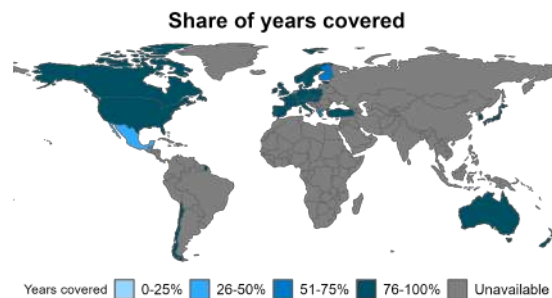 Share of years covered
Years covered 0-25% 26-50% 51-75% 76-100% Unavailable